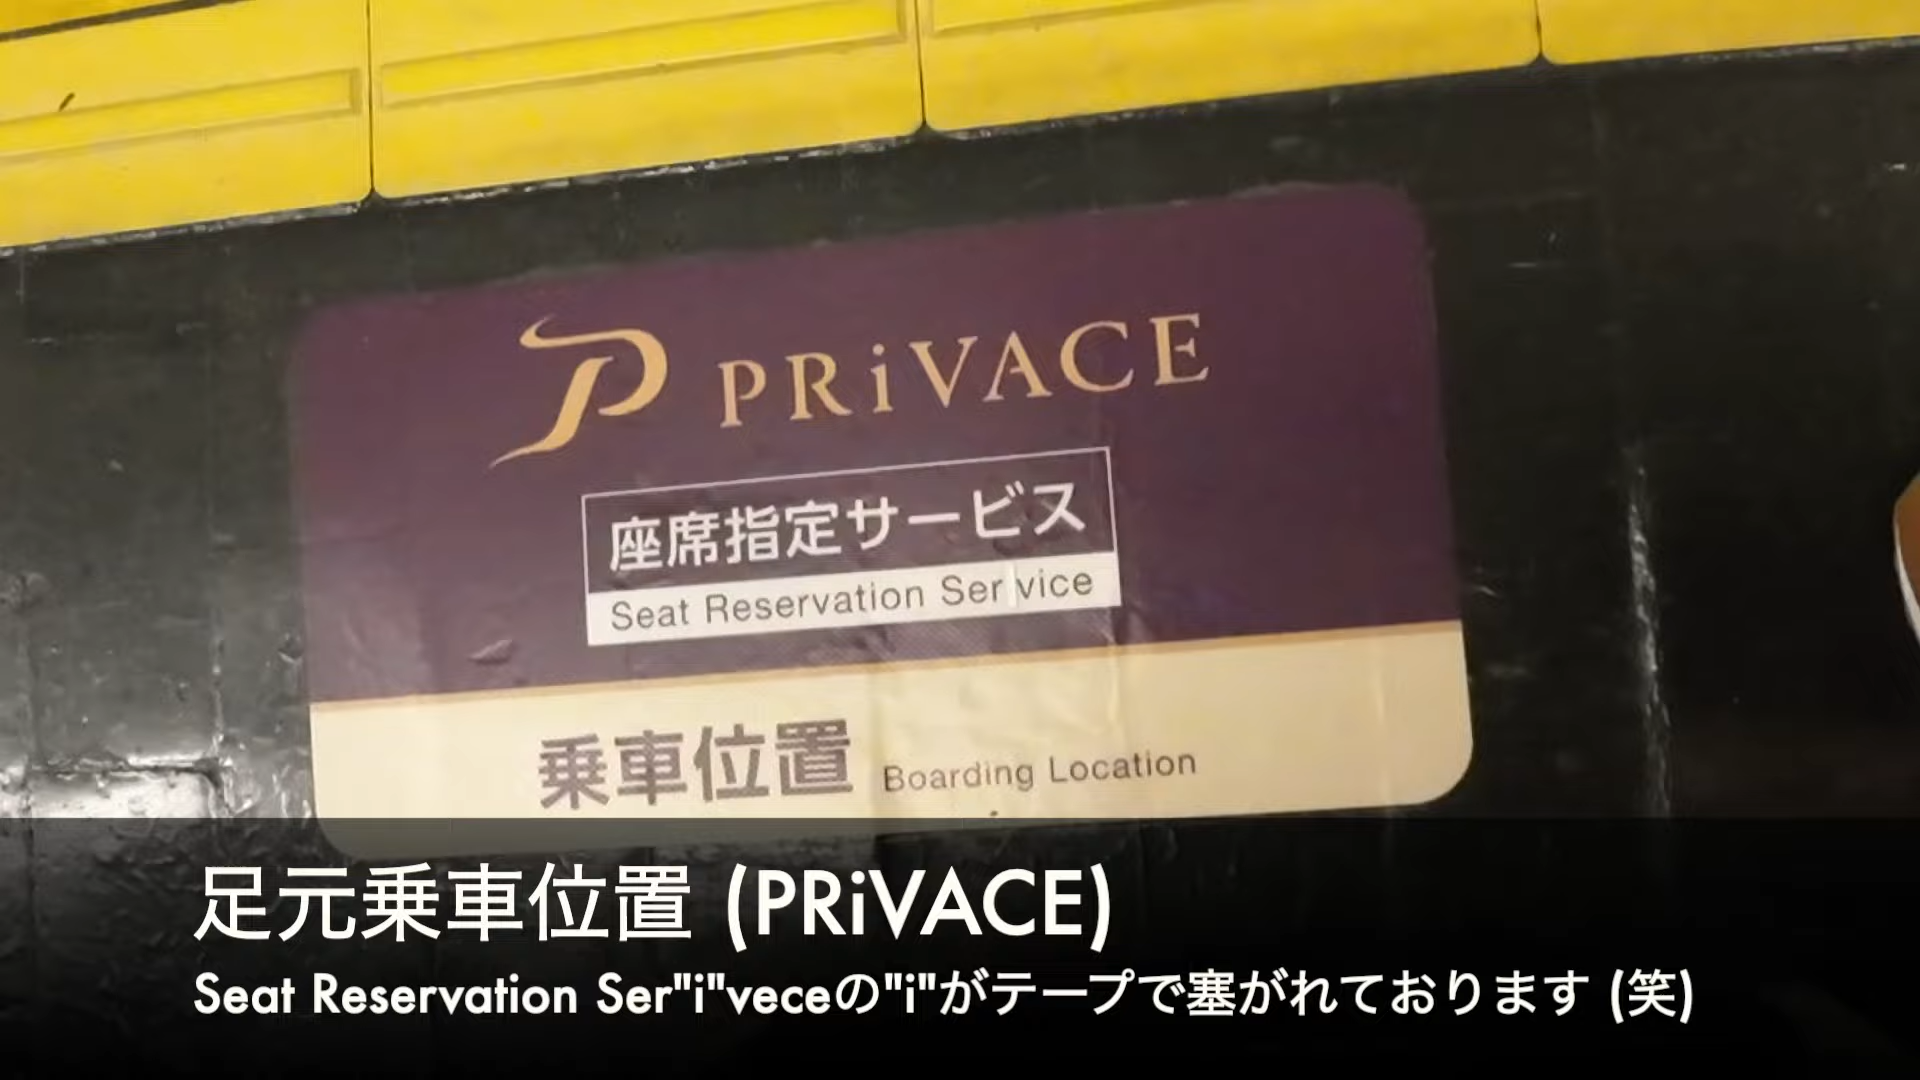 PRiVACE
座席指定サービス
Seat Reservation Ser vice
乗車位置 Boarding Location
足元乗車位置 (PRiVACE)
Seat Reservation Ser"i"veceの"i"がテープで塞がれております (笑)